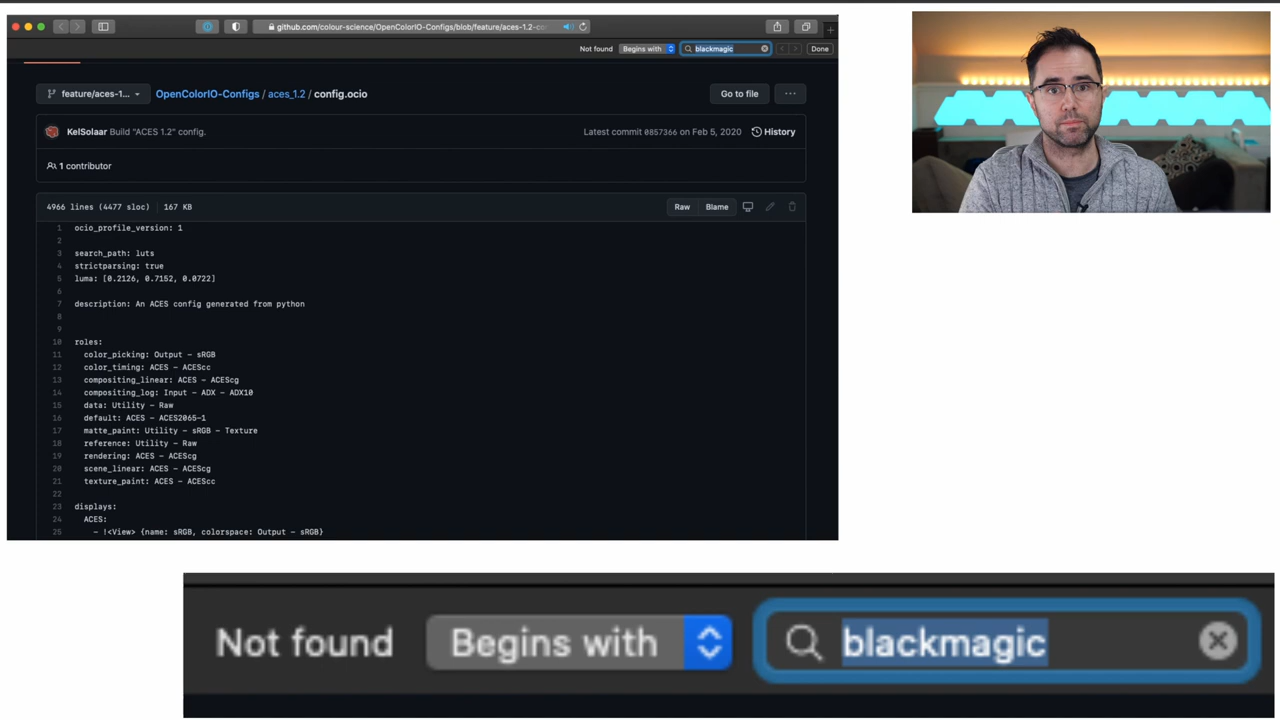 github.com/colour-science/OpenColorIO-Configs/blob/feature/aces-1.2-co
Not found Begins with blackmagic Done
feature/aces-1... OpenColorIO-Configs / aces_1.2 / config.ocio Go to file ...
KelSolaar Build "ACES 1.2" config. Latest commit 0857366 on Feb 5, 2020 History
1 contributor
4966 lines (4477 sloc) 167 KB Raw Blame
1 ocio_profile_version: 1
2
3 search_path: luts
4 strictparsing: true
5 luma: [0.2126, 0.7152, 0.0722]
6
7 description: An ACES config generated from python
8
9
10 roles:
11 color_picking: Output - sRGB
12 color_timing: ACES - ACEScc
13 compositing_linear: ACES - ACEScg
14 compositing_log: Input - ADX - ADX10
15 data: Utility - Raw
16 default: ACES - ACES2065-1
17 matte_paint: Utility - sRGB - Texture
18 reference: Utility - Raw
19 rendering: ACES - ACEScg
20 scene_linear: ACES - ACEScg
21 texture_paint: ACES - ACEScc
22
23 displays:
24 ACES:
25 - !<View> {name: sRGB, colorspace: Output - sRGB}
Not found Begins with blackmagic